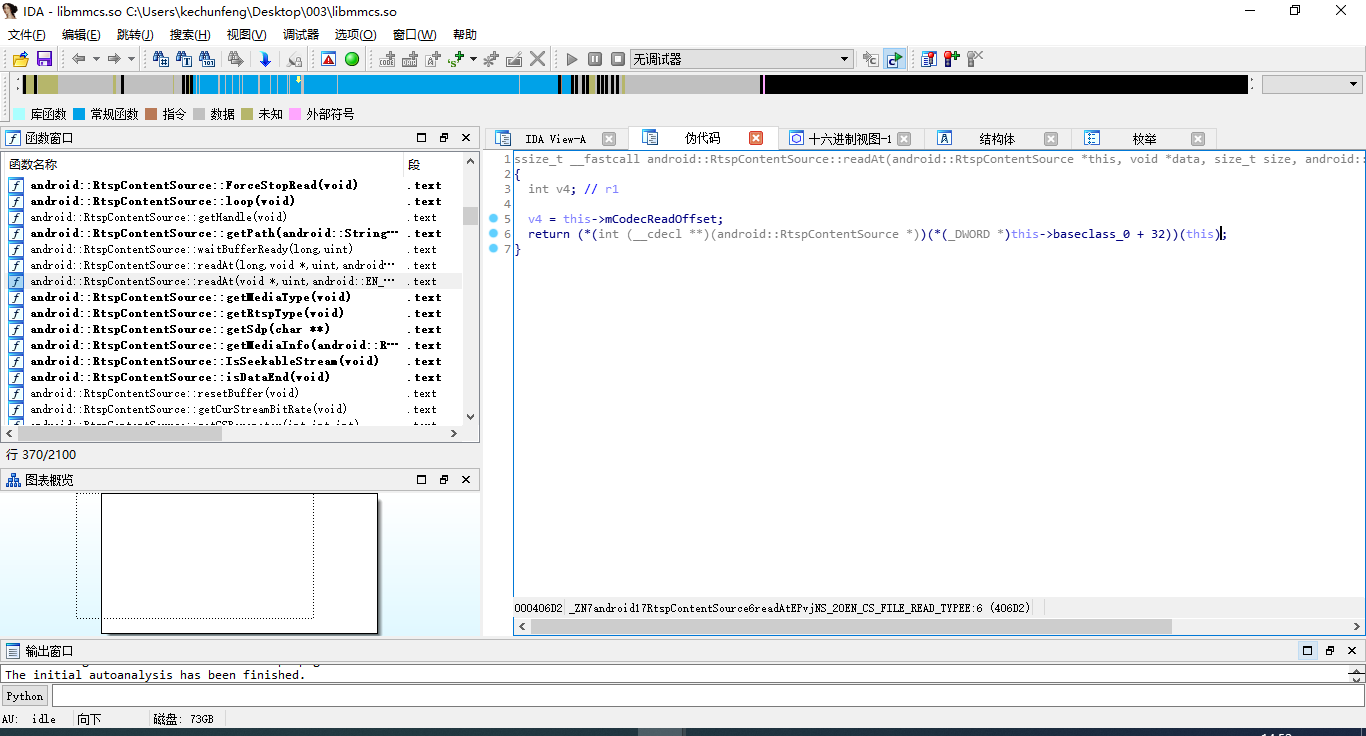 IDA - libmmcs.so C:\Users\kechunfeng\Desktop\003\libmmcs.so
文件(F) 编辑(E) 跳转(J) 搜索(H) 视图(V) 调试器 选项(O) 窗口(W) 帮助
无调试器
库函数 常规函数 指令 数据 未知 外部符号
函数窗口
函数名称 段
android::RtspContentSource::ForceStopRead(void) .text
android::RtspContentSource::loop(void) .text
android::RtspContentSource::getHandle(void) .text
android::RtspContentSource::getPath(android::String… .text
android::RtspContentSource::waitBufferReady(long,uint) .text
android::RtspContentSource::readAt(long,void *,uint,android… .text
android::RtspContentSource::readAt(void *,uint,android::EN_… .text
android::RtspContentSource::getMediaType(void) .text
android::RtspContentSource::getRtspType(void) .text
android::RtspContentSource::getSdp(char **) .text
android::RtspContentSource::getMediaInfo(android::R… .text
android::RtspContentSource::IsSeekableStream(void) .text
android::RtspContentSource::isDataEnd(void) .text
android::RtspContentSource::resetBuffer(void) .text
android::RtspContentSource::getCurStreamBitRate(void) .text
行 370/2100
图表概览
IDA View-A 伪代码 十六进制视图-1 结构体 枚举
1 ssize_t __fastcall android::RtspContentSource::readAt(android::RtspContentSource *this, void *data, size_t size, android::
2 {
3 int v4; // r1
4
5 v4 = this->mCodecReadOffset;
6 return (*(int (__cdecl **)(android::RtspContentSource *))(*(_DWORD *)this->baseclass_0 + 32))(this);
7 }
000406D2 _ZN7android17RtspContentSource6readAtEPvjNS_20EN_CS_FILE_READ_TYPEE:6 (406D2)
输出窗口
The initial autoanalysis has been finished.
Python
AU: idle 向下 磁盘: 73GB